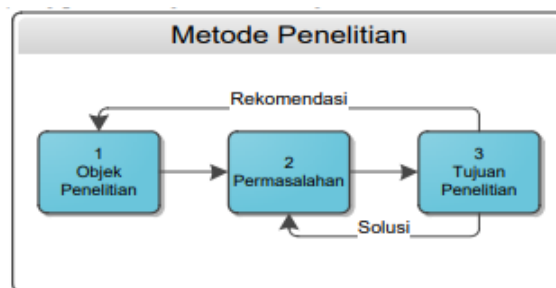 Metode Penelitian
Rekomendasi
1
Objek
Penelitian
2
Permasalahan
3
Tujuan
Penelitian
Solusi